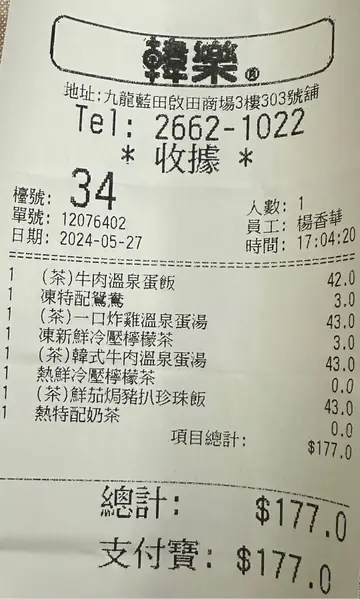 韓樂®
地址:九龍藍田啟田商場3樓303號舖
Tel: 2662-1022
* 收據 *
檯號: 34 人數: 1
單號: 12076402 員工: 楊香華
日期: 2024-05-27 時間: 17:04:20
1 (茶)牛肉溫泉蛋飯 42.0
1 凍特配鴛鴦 3.0
1 (茶)一口炸雞溫泉蛋湯 43.0
1 凍新鮮冷壓檸檬茶 3.0
1 (茶)韓式牛肉溫泉蛋湯 43.0
1 熱鮮冷壓檸檬茶 0.0
1 (茶)鮮茄焗豬扒珍珠飯 43.0
1 熱特配奶茶 0.0
項目總計: $177.0
總計: $177.0
支付寶: $177.0